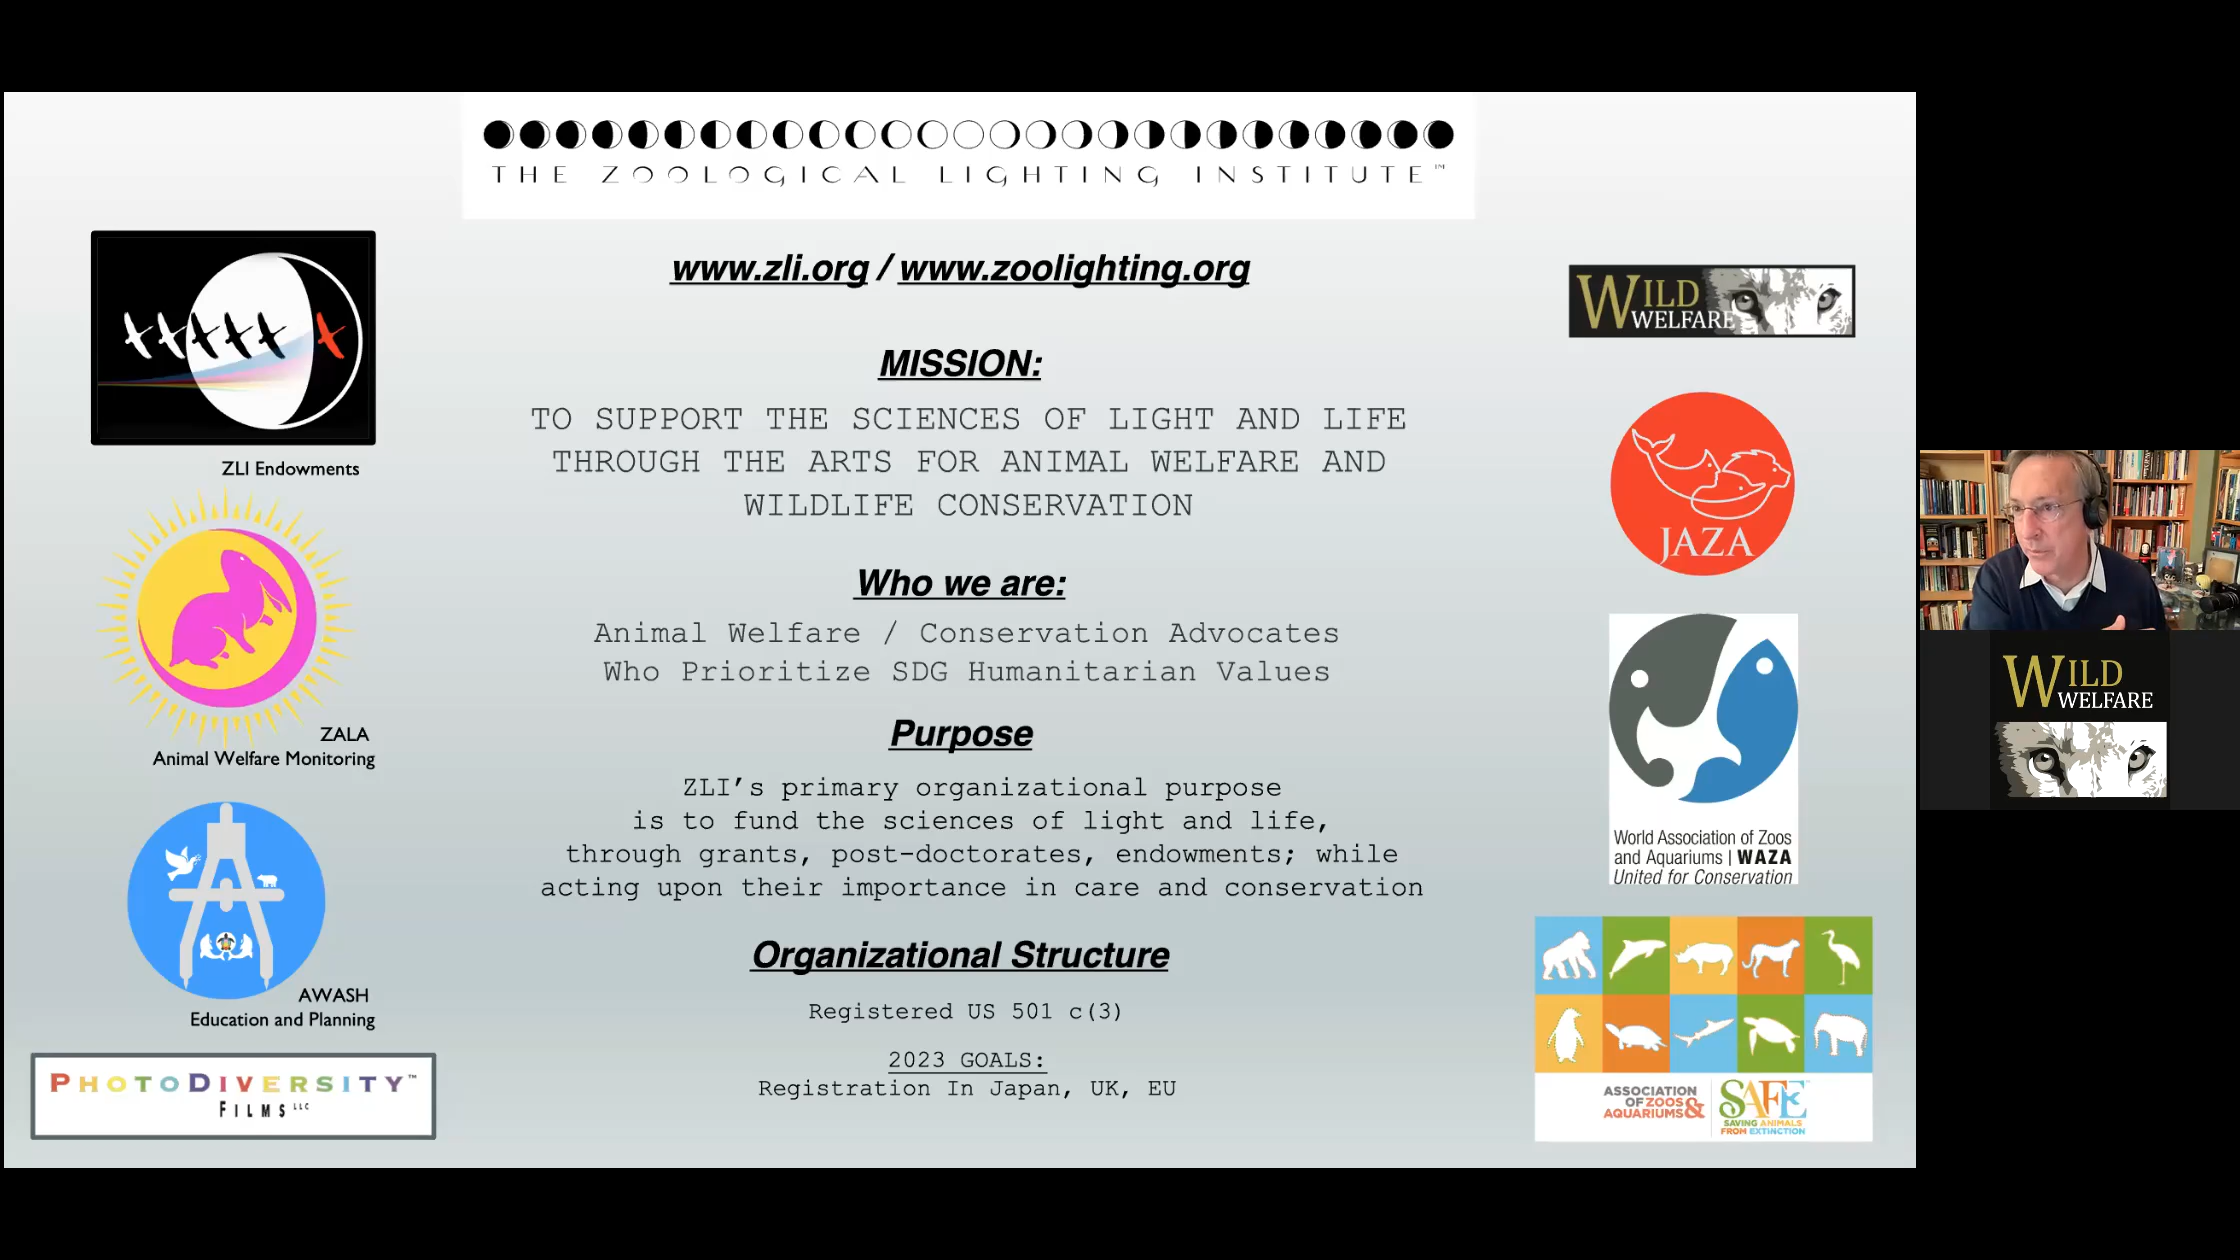 THE ZOOLOGICAL LIGHTING INSTITUTE™
www.zli.org / www.zoolighting.org
MISSION:
TO SUPPORT THE SCIENCES OF LIGHT AND LIFE
THROUGH THE ARTS FOR ANIMAL WELFARE AND
WILDLIFE CONSERVATION
Who we are:
Animal Welfare / Conservation Advocates
Who Prioritize SDG Humanitarian Values
Purpose
ZLI’s primary organizational purpose
is to fund the sciences of light and life,
through grants, post-doctorates, endowments; while
acting upon their importance in care and conservation
Organizational Structure
Registered US 501 c(3)
2023 GOALS:
Registration In Japan, UK, EU
ZLI Endowments
ZALA
Animal Welfare Monitoring
AWASH
Education and Planning
PHOTODIVERSITY™
FILMS LLC
WILD
WELFARE
JAZA
World Association of Zoos
and Aquariums | WAZA
United for Conservation
ASSOCIATION
OF ZOOS
AQUARIUMS &
SAFE
SAVING ANIMALS
FROM EXTINCTION
WILD
WELFARE